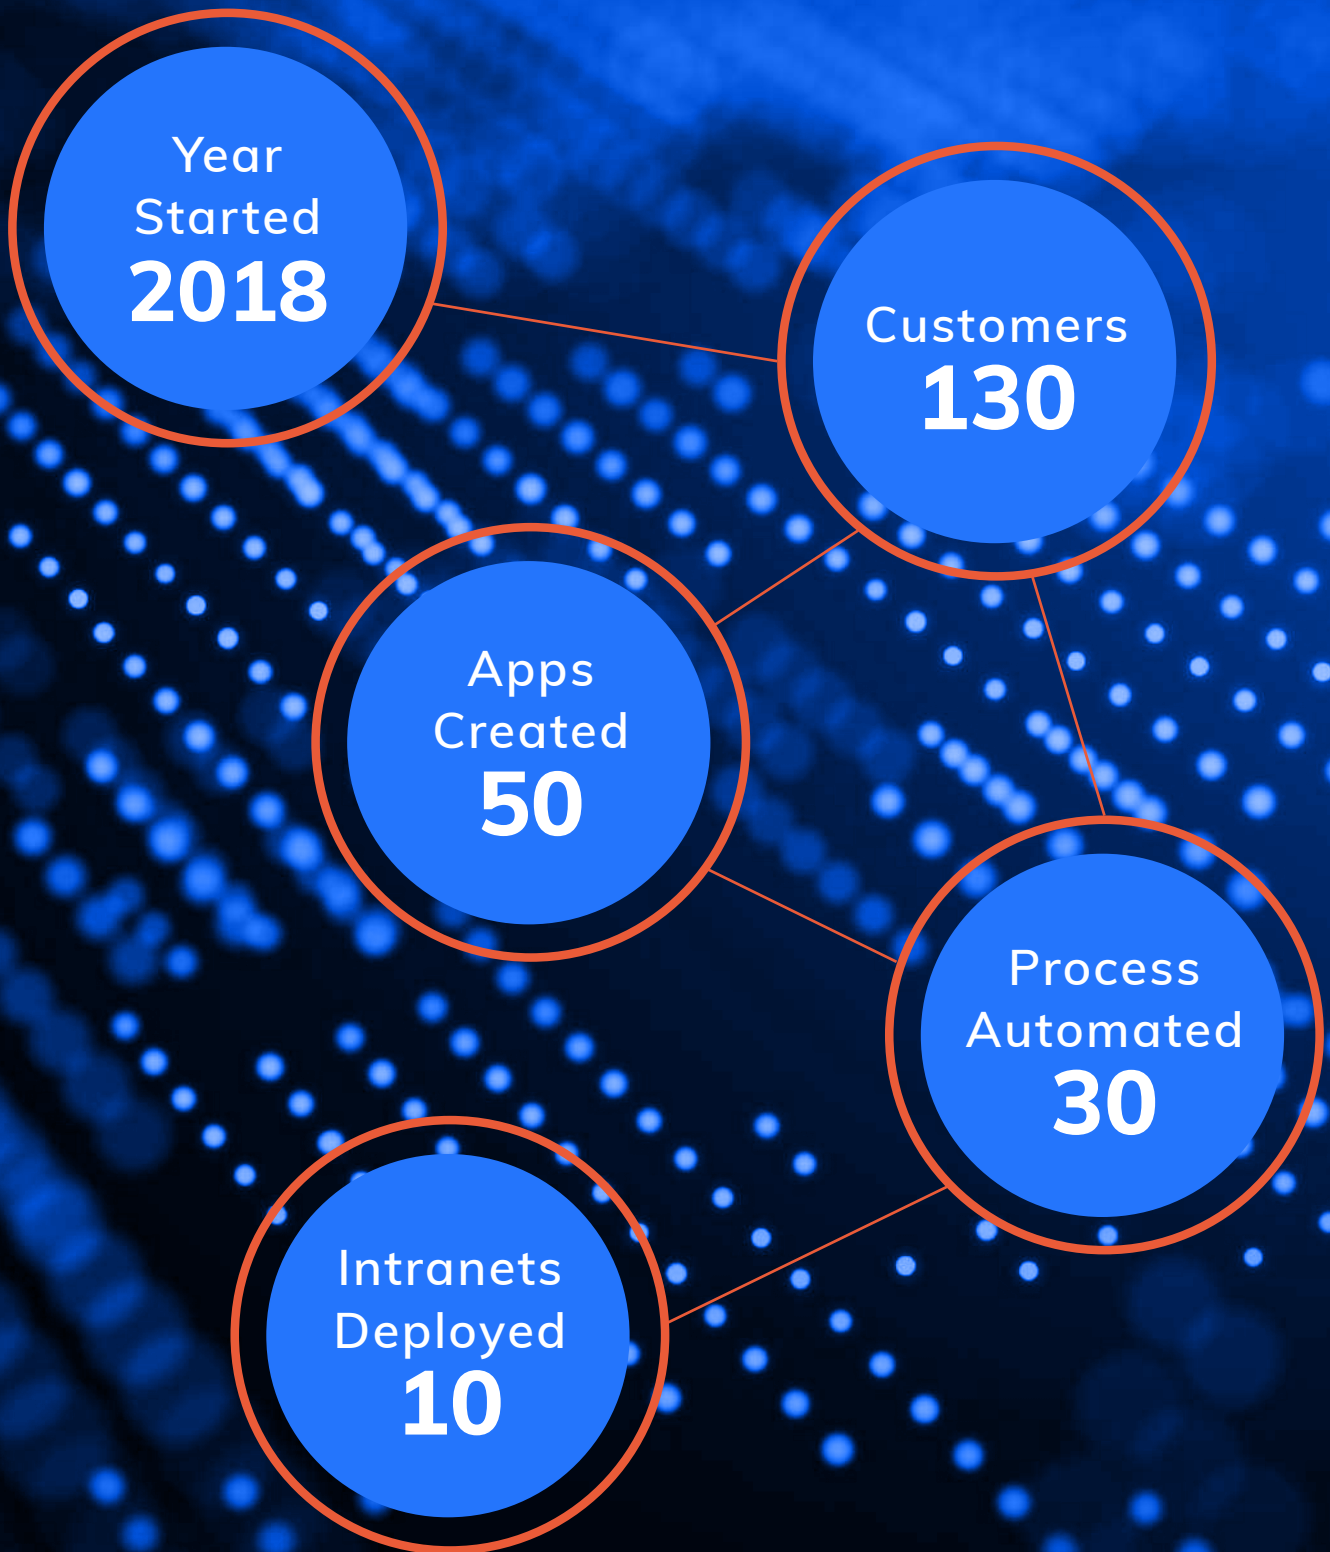 Year
Started
2018
Customers
130
Apps
Created
50
Process
Automated
30
Intranets
Deployed
10